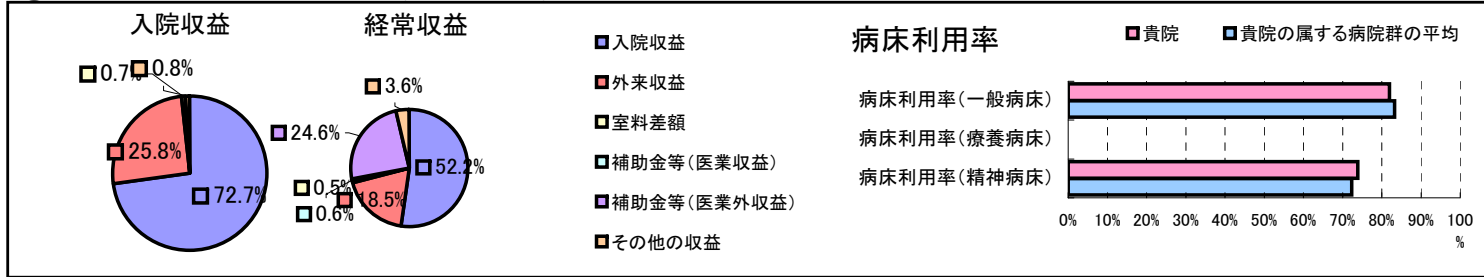 入院収益
0.7%
0.8%
25.8%
72.7%
経常収益
3.6%
24.6%
52.2%
0.5%
18.5%
0.6%
入院収益
外来収益
室料差額
補助金等(医業収益)
補助金等(医業外収益)
その他の収益
病床利用率
貴院
貴院の属する病院群の平均
病床利用率(一般病床)
病床利用率(療養病床)
病床利用率(精神病床)
0% 10% 20% 30% 40% 50% 60% 70% 80% 90% 100
%